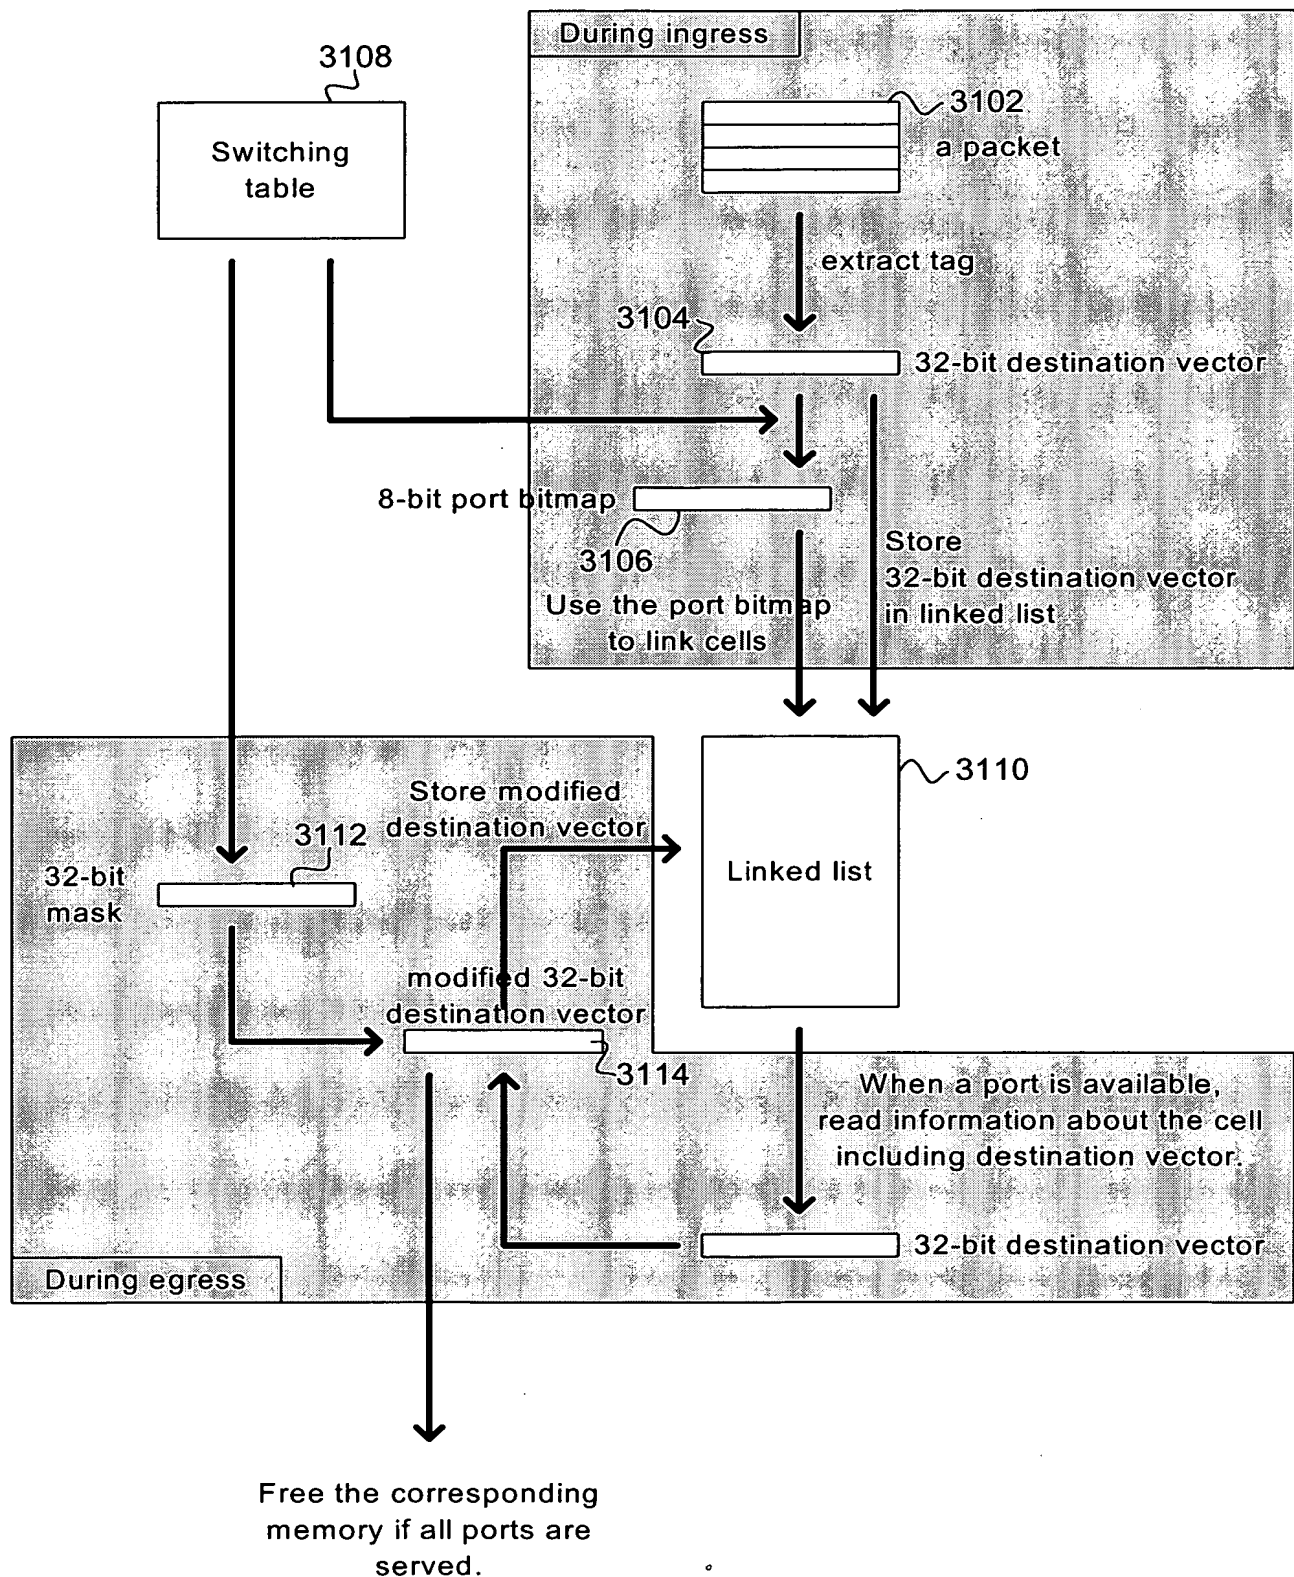 During ingress
3108
3102
Switching
table
a packet
extract tag
3104
32-bit destination vector
8-bit port bitmap
3106
Store
32-bit destination vector
in linked list
Use the port bitmap
to link cells
3110
Store modified
destination vector
3112
32-bit
mask
Linked list
modified 32-bit
destination vector
3114
When a port is available,
read information about the cell
including destination vector.
32-bit destination vector
During egress
Free the corresponding
memory if all ports are
served.